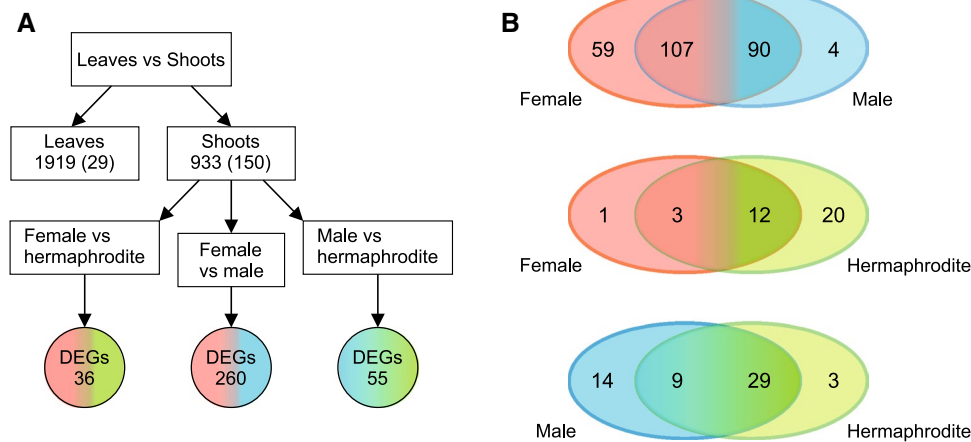 A
Leaves vs Shoots
Leaves
1919 (29)
Shoots
933 (150)
Female vs
hermaphrodite
Female
vs male
Male vs
hermaphrodite
DEGs
36
DEGs
260
DEGs
55
B
59 107 90 4
Female Male
1 3 12 20
Female Hermaphrodite
14 9 29 3
Male Hermaphrodite